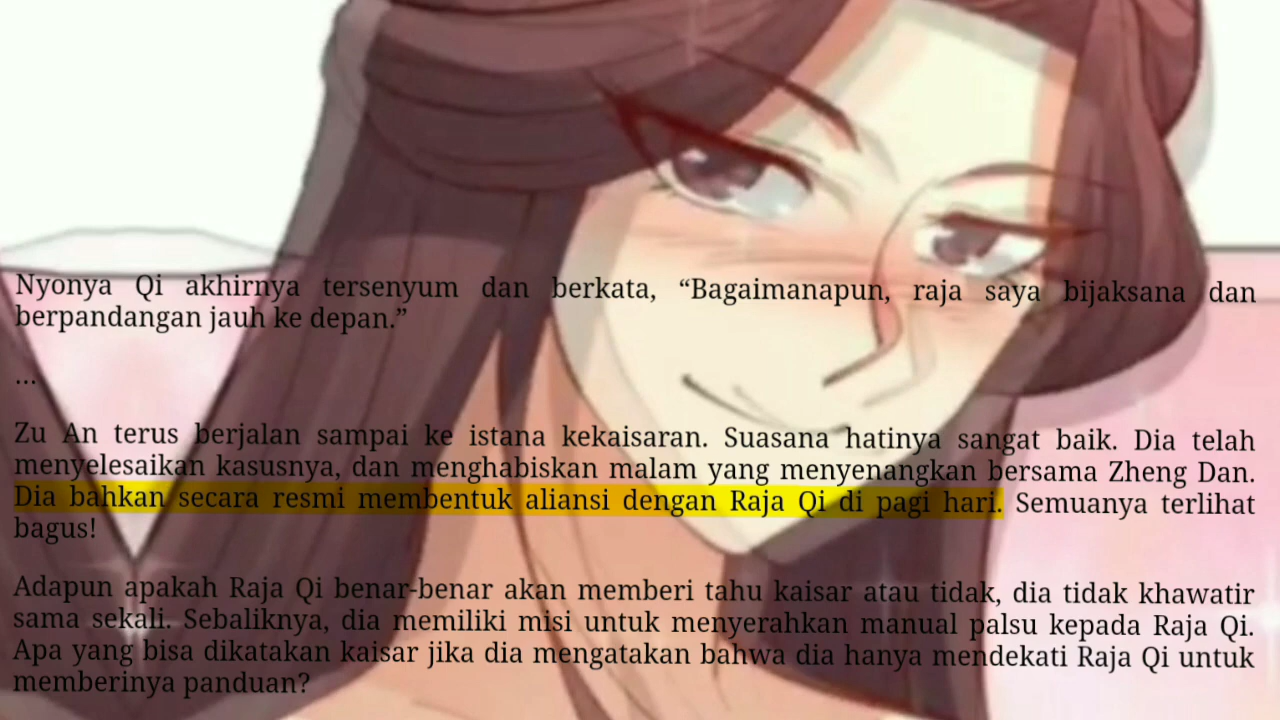 Nyonya Qi akhirnya tersenyum dan berkata, “Bagaimanapun, raja saya bijaksana dan
berpandangan jauh ke depan.”
...
Zu An terus berjalan sampai ke istana kekaisaran. Suasana hatinya sangat baik. Dia telah
menyelesaikan kasusnya, dan menghabiskan malam yang menyenangkan bersama Zheng Dan.
Dia bahkan secara resmi membentuk aliansi dengan Raja Qi di pagi hari. Semuanya terlihat
bagus!
Adapun apakah Raja Qi benar-benar akan memberi tahu kaisar atau tidak, dia tidak khawatir
sama sekali. Sebaliknya, dia memiliki misi untuk menyerahkan manual palsu kepada Raja Qi.
Apa yang bisa dikatakan kaisar jika dia mengatakan bahwa dia hanya mendekati Raja Qi untuk
memberinya panduan?